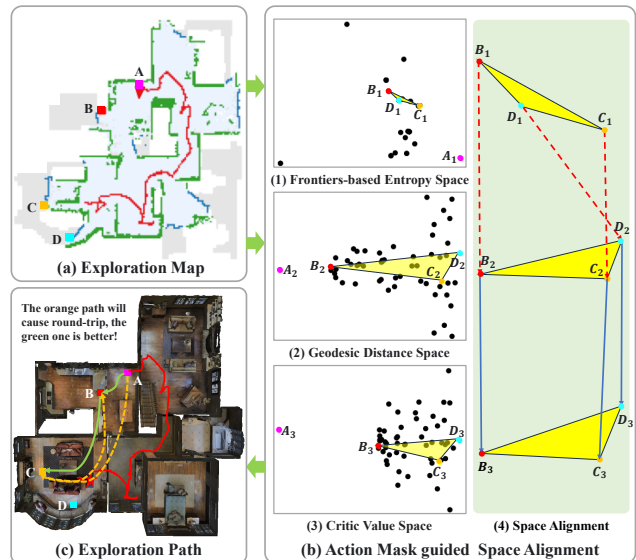 A
B
C
D
(a) Exploration Map
The orange path will
cause round-trip, the
green one is better!
A
B
C
D
(c) Exploration Path
B1
D1
C1
A1
(1) Frontiers-based Entropy Space
A2
B2
C2
D2
(2) Geodesic Distance Space
A3
B3
C3
D3
(3) Critic Value Space
B1
D1
C1
D2
B2
C2
D3
B3
C3
(4) Space Alignment
(b) Action Mask guided Space Alignment